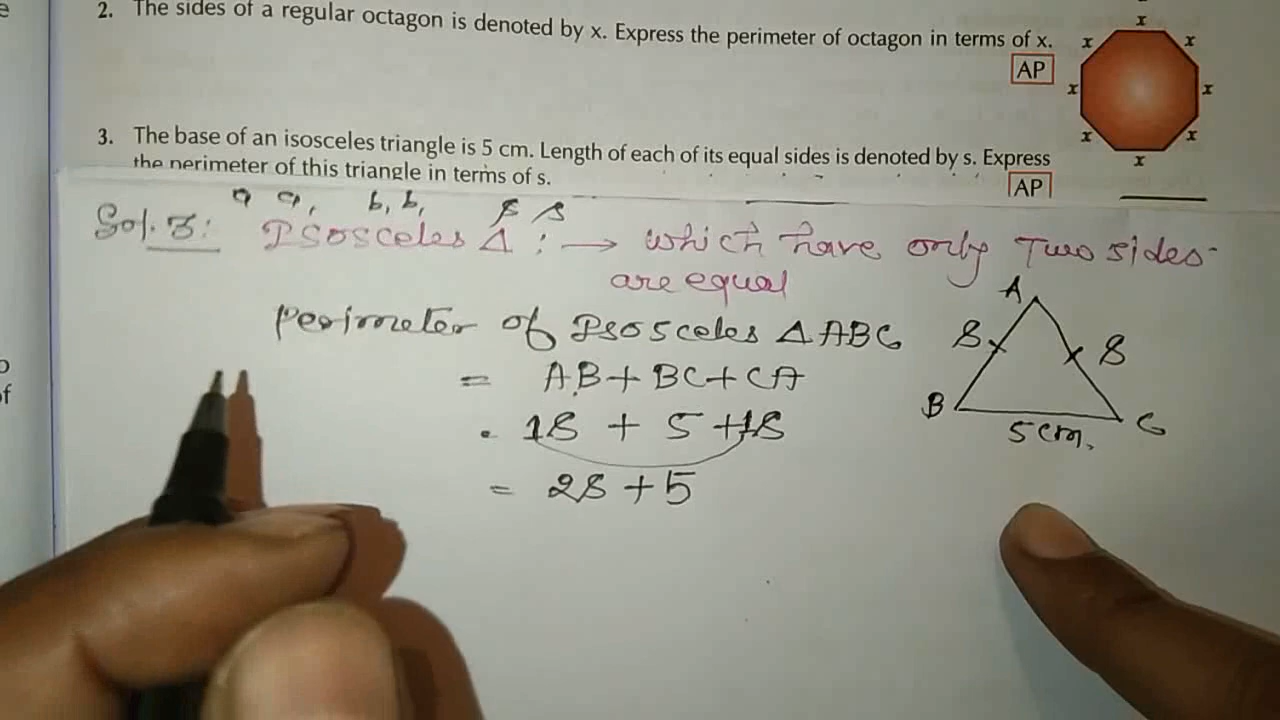 2. The sides of a regular octagon is denoted by x. Express the perimeter of octagon in terms of x.
AP
x
x x
x x
x x
x
3. The base of an isosceles triangle is 5 cm. Length of each of its equal sides is denoted by s. Express
the perimeter of this triangle in terms of s.
AP
a a, b, b, s s
Sol. 3: Isosceles Δ : → which have only Two sides
are equal
Perimeter of Isosceles Δ ABC
= AB + BC + CA
1s + 5 + 1s
= 2s + 5
A
s s
B C
5 cm.